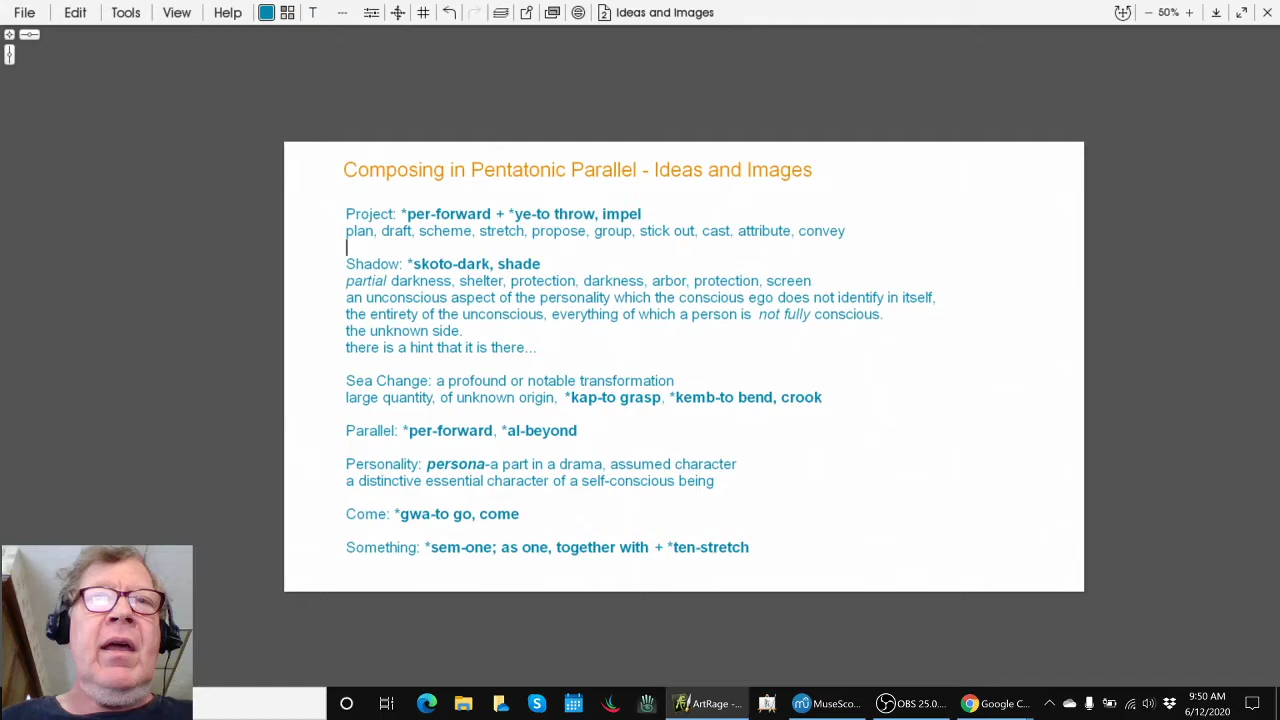 File Edit Tools View Help T Ideas and Images 50%
2
Composing in Pentatonic Parallel - Ideas and Images
Project: *per-forward + *ye-to throw, impel
plan, draft, scheme, stretch, propose, group, stick out, cast, attribute, convey
Shadow: *skoto-dark, shade
partial darkness, shelter, protection, darkness, arbor, protection, screen
an unconscious aspect of the personality which the conscious ego does not identify in itself,
the entirety of the unconscious, everything of which a person is not fully conscious.
the unknown side.
there is a hint that it is there...
Sea Change: a profound or notable transformation
large quantity, of unknown origin, *kap-to grasp, *kemb-to bend, crook
Parallel: *per-forward, *al-beyond
Personality: persona-a part in a drama, assumed character
a distinctive essential character of a self-conscious being
Come: *gwa-to go, come
Something: *sem-one; as one, together with + *ten-stretch
ArtRage -... MuseSco... OBS 25.0.... Google C...
9:50 AM
6/12/2020